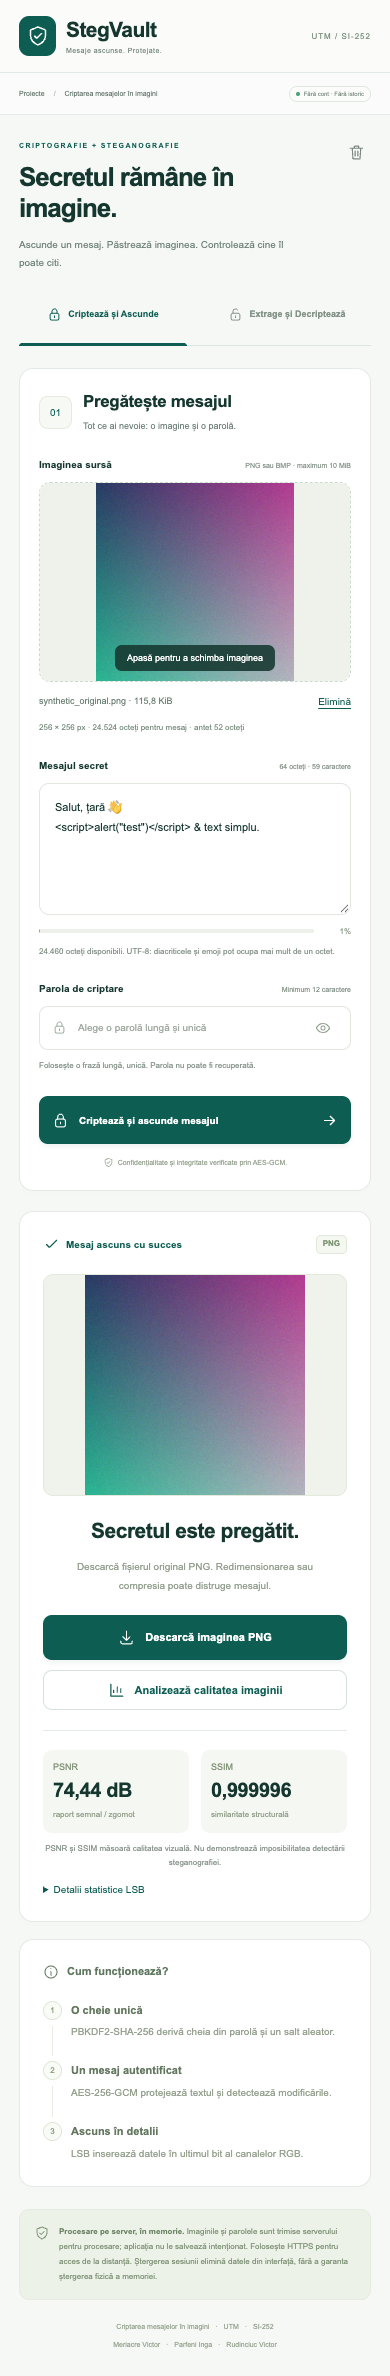 StegVault
Mesaje ascunse. Protejate.
UTM / SI-252
Proiecte / Criptarea mesajelor în imagini
Fără cont · Fără istoric
CRIPTOGRAFIE + STEGANOGRAFIE
Secretul rămâne în
imagine.
Ascunde un mesaj. Păstrează imaginea. Controlează cine îl
poate citi.
Criptează și Ascunde
Extrage și Decriptează
01
Pregătește mesajul
Tot ce ai nevoie: o imagine și o parolă.
Imaginea sursă
PNG sau BMP · maximum 10 MiB
Apasă pentru a schimba imaginea
synthetic_original.png · 115,8 KiB
Elimină
256 × 256 px · 24.524 octeți pentru mesaj · antet 52 octeți
Mesajul secret
64 octeți · 59 caractere
Salut, țară 👋
<script>alert("test")</script> & text simplu.
1%
24.460 octeți disponibili. UTF-8: diacriticele și emoji pot ocupa mai mult de un octet.
Parola de criptare
Minimum 12 caractere
Alege o parolă lungă și unică
Folosește o frază lungă, unică. Parola nu poate fi recuperată.
Criptează și ascunde mesajul
Confidențialitate și integritate verificate prin AES-GCM.
Mesaj ascuns cu succes
PNG
Secretul este pregătit.
Descarcă fișierul original PNG. Redimensionarea sau
compresia poate distruge mesajul.
Descarcă imaginea PNG
Analizează calitatea imaginii
PSNR
74,44 dB
raport semnal / zgomot
SSIM
0,999996
similaritate structurală
PSNR și SSIM măsoară calitatea vizuală. Nu demonstrează imposibilitatea detectării
steganografiei.
Detalii statistice LSB
Cum funcționează?
1
O cheie unică
PBKDF2-SHA-256 derivă cheia din parolă și un salt aleator.
2
Un mesaj autentificat
AES-256-GCM protejează textul și detectează modificările.
3
Ascuns în detalii
LSB inserează datele în ultimul bit al canalelor RGB.
Procesare pe server, în memorie. Imaginile și parolele sunt trimise serverului
pentru procesare; aplicația nu le salvează intenționat. Folosește HTTPS pentru
acces de la distanță. Ștergerea sesiunii elimină datele din interfață, fără a garanta
ștergerea fizică a memoriei.
Criptarea mesajelor în imagini · UTM · SI-252
Meriacre Victor · Parfeni Inga · Rudinciuc Victor